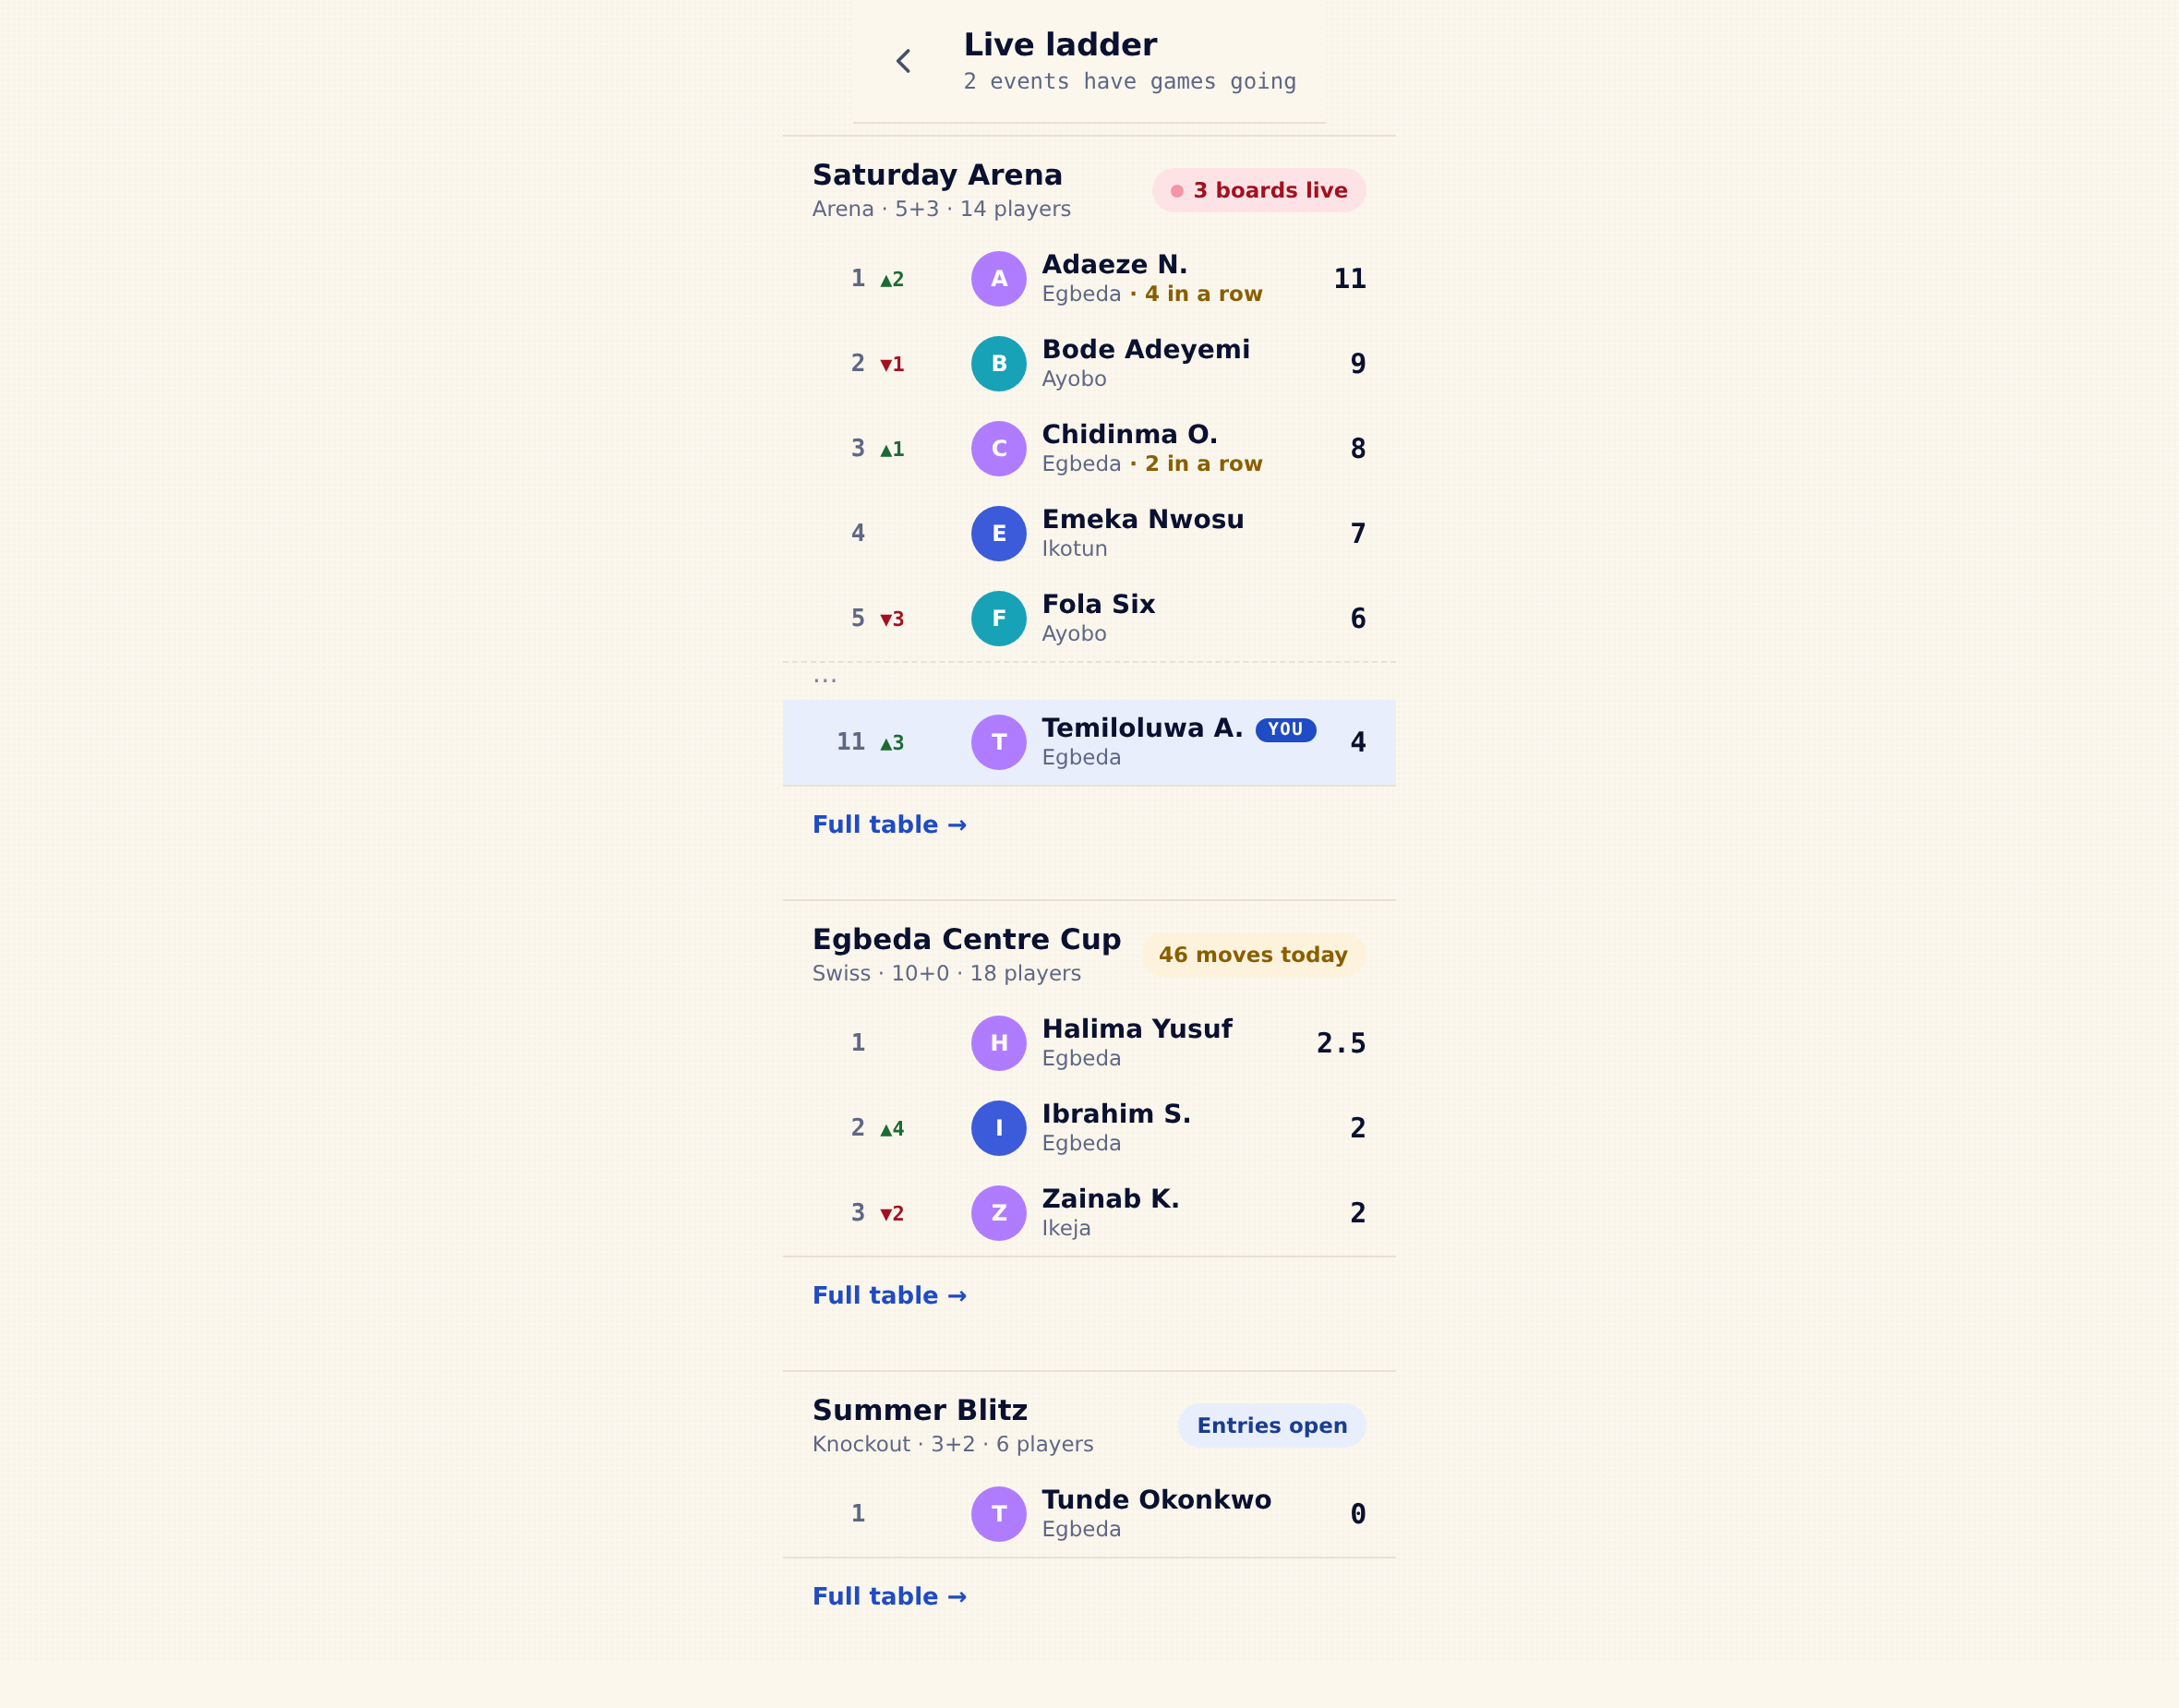 Live ladder
2 events have games going
Saturday Arena
Arena · 5+3 · 14 players
3 boards live
1 ▲2 A Adaeze N. 11
Egbeda · 4 in a row
2 ▼1 B Bode Adeyemi 9
Ayobo
3 ▲1 C Chidinma O. 8
Egbeda · 2 in a row
4 E Emeka Nwosu 7
Ikotun
5 ▼3 F Fola Six 6
Ayobo
...
11 ▲3 T Temiloluwa A. YOU 4
Egbeda
Full table →
Egbeda Centre Cup
Swiss · 10+0 · 18 players
46 moves today
1 H Halima Yusuf 2.5
Egbeda
2 ▲4 I Ibrahim S. 2
Egbeda
3 ▼2 Z Zainab K. 2
Ikeja
Full table →
Summer Blitz
Knockout · 3+2 · 6 players
Entries open
1 T Tunde Okonkwo 0
Egbeda
Full table →